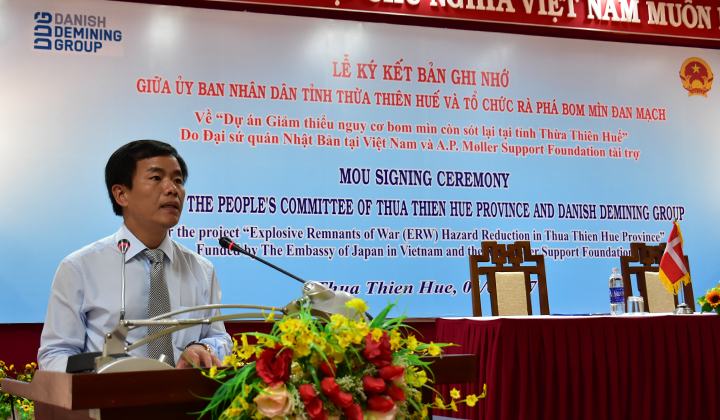 CHỦ NGHĨA VIỆT NAM MUÔN
DDG DANISH
DEMINING
GROUP
LỄ KÝ KẾT BẢN GHI NHỚ
GIỮA ỦY BAN NHÂN DÂN TỈNH THỪA THIÊN HUẾ VÀ TỔ CHỨC RÀ PHÁ BOM MÌN ĐAN MẠCH
Về "Dự án Giảm thiểu nguy cơ bom mìn còn sót lại tại tỉnh Thừa Thiên Huế"
Do Đại sứ quán Nhật Bản tại Việt Nam và A.P. Møller Support Foundation tài trợ
MOU SIGNING CEREMONY
THE PEOPLE'S COMMITTEE OF THUA THIEN HUE PROVINCE AND DANISH DEMINING GROUP
the project "Explosive Remnants of War (ERW) Hazard Reduction in Thua Thien Hue Province"
Funded by The Embassy of Japan in Vietnam and the Support Foundation
Thua Thien Hue,